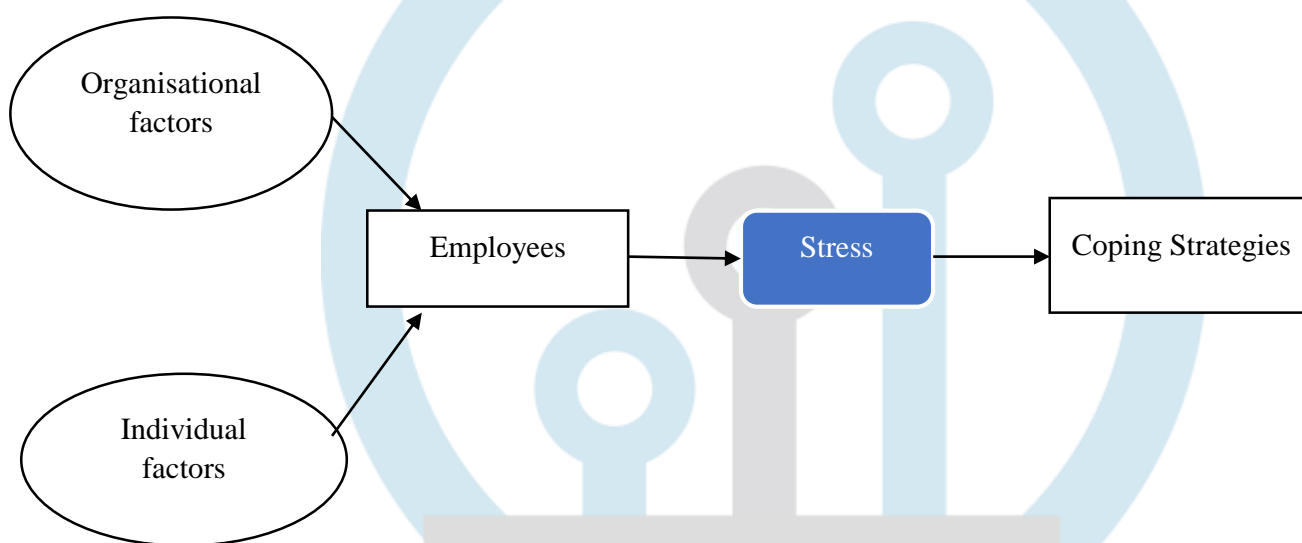 Organisational
factors
Employees
Stress
Coping Strategies
Individual
factors